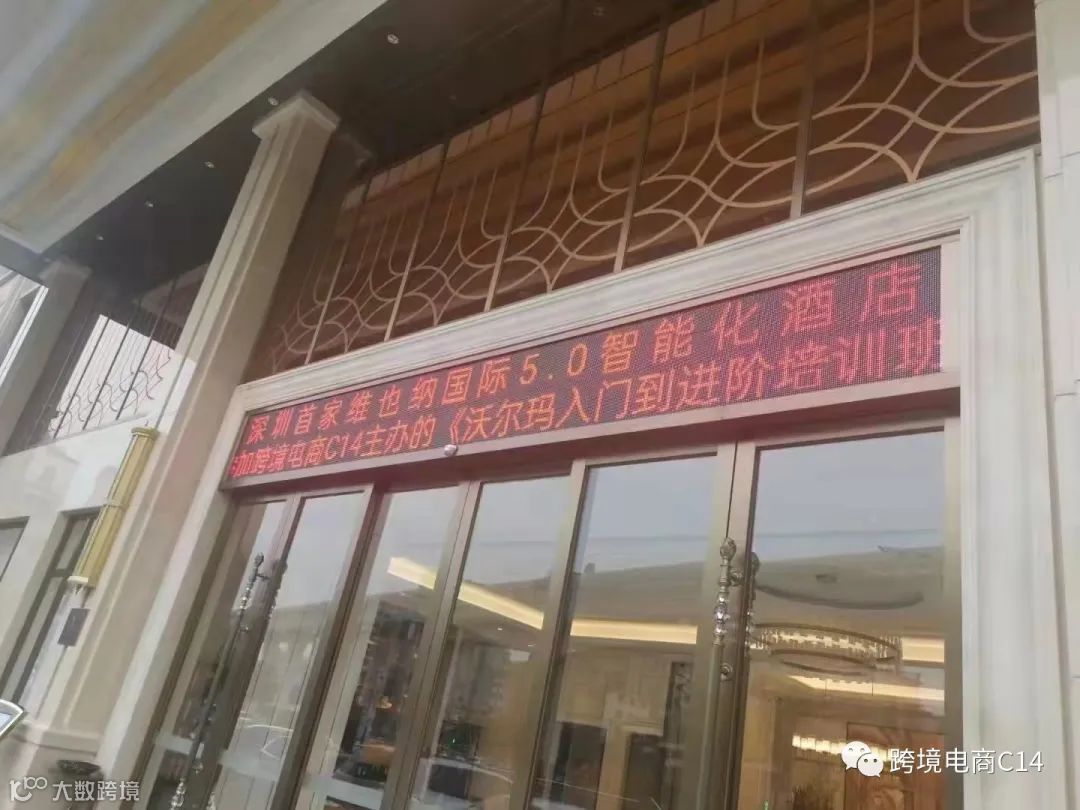 深圳首家维也纳国际5.0智能化酒店
加跨境电商C14主办的《沃尔玛入门到进阶培训班
跨境电商C14
大数跨境